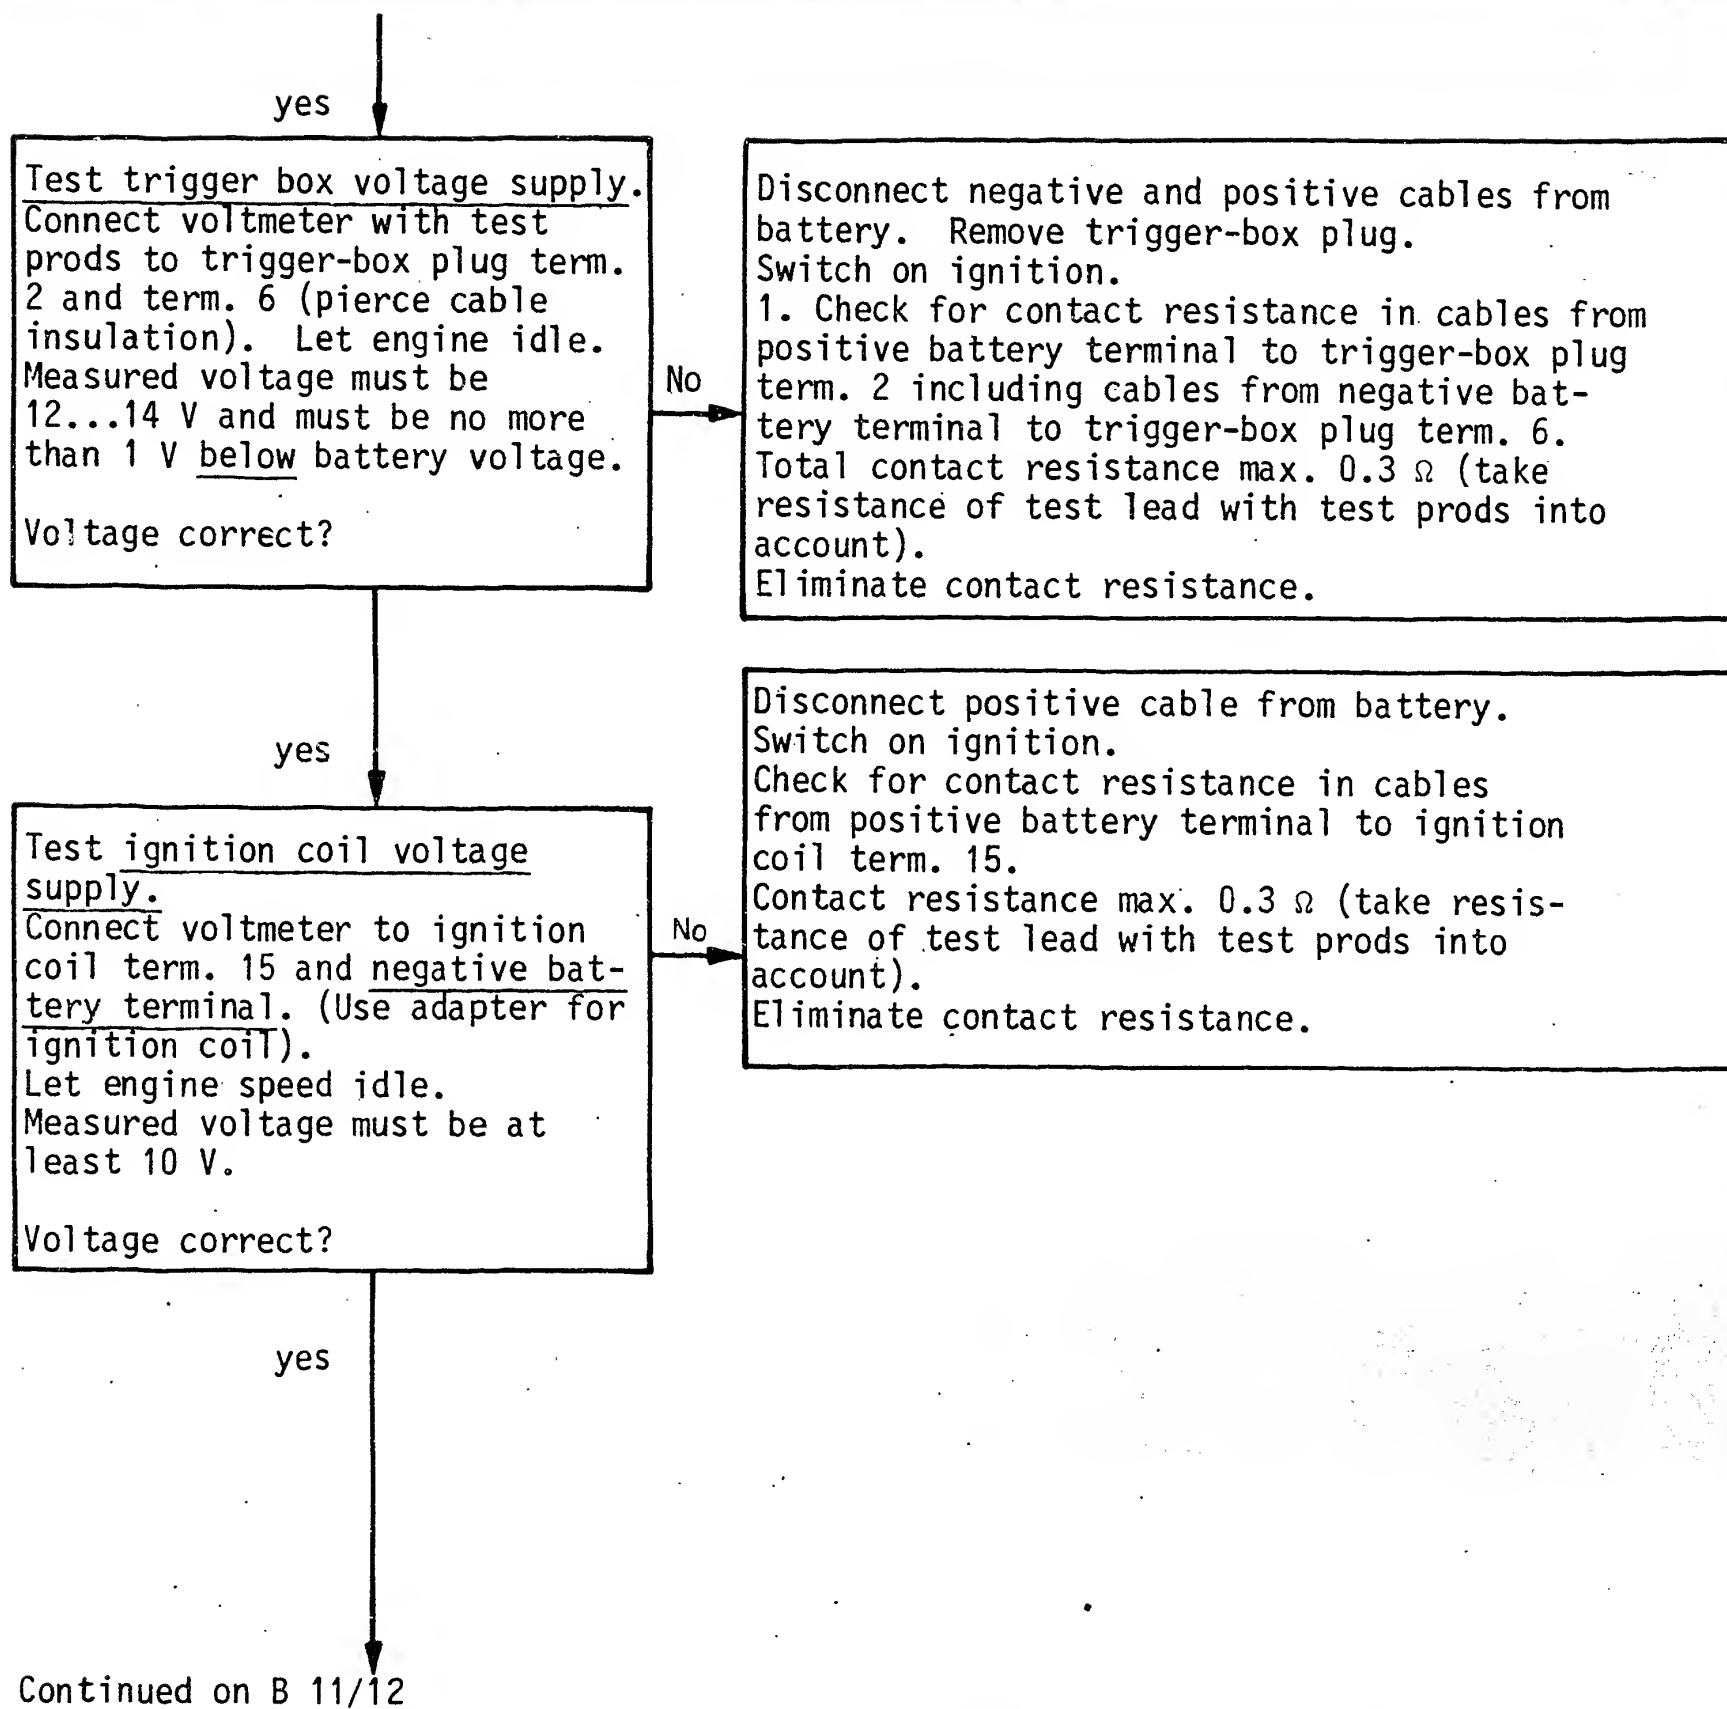 yes
Test trigger box voltage supply.
Connect voltmeter with test
prods to trigger-box plug term.
2 and term. 6 (pierce cable
insulation). Let engine idle.
Measured voltage must be
12...14 V and must be no more
than 1 V below battery voltage.
Voltage correct?
No
Disconnect negative and positive cables from
battery. Remove trigger-box plug.
Switch on ignition.
1. Check for contact resistance in cables from
positive battery terminal to trigger-box plug
term. 2 including cables from negative bat-
tery terminal to trigger-box plug term. 6.
Total contact resistance max. 0.3 Ω (take
resistance of test lead with test prods into
account).
Eliminate contact resistance.
yes
Test ignition coil voltage
supply.
Connect voltmeter to ignition
coil term. 15 and negative bat-
tery terminal. (Use adapter for
ignition coil).
Let engine speed idle.
Measured voltage must be at
least 10 V.
Voltage correct?
No
Disconnect positive cable from battery.
Switch on ignition.
Check for contact resistance in cables
from positive battery terminal to ignition
coil term. 15.
Contact resistance max. 0.3 Ω (take resis-
tance of test lead with test prods into
account).
Eliminate contact resistance.
yes
Continued on B 11/12